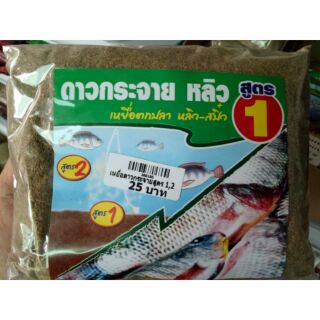 ดาวกระจาย หลิว สูตร 1
เหยื่อตกปลา หลิว-สปิ๋ว
สูตร 2
เหยื่อดาวกระจายสูตร 1,2
25 บาท
สูตร 1